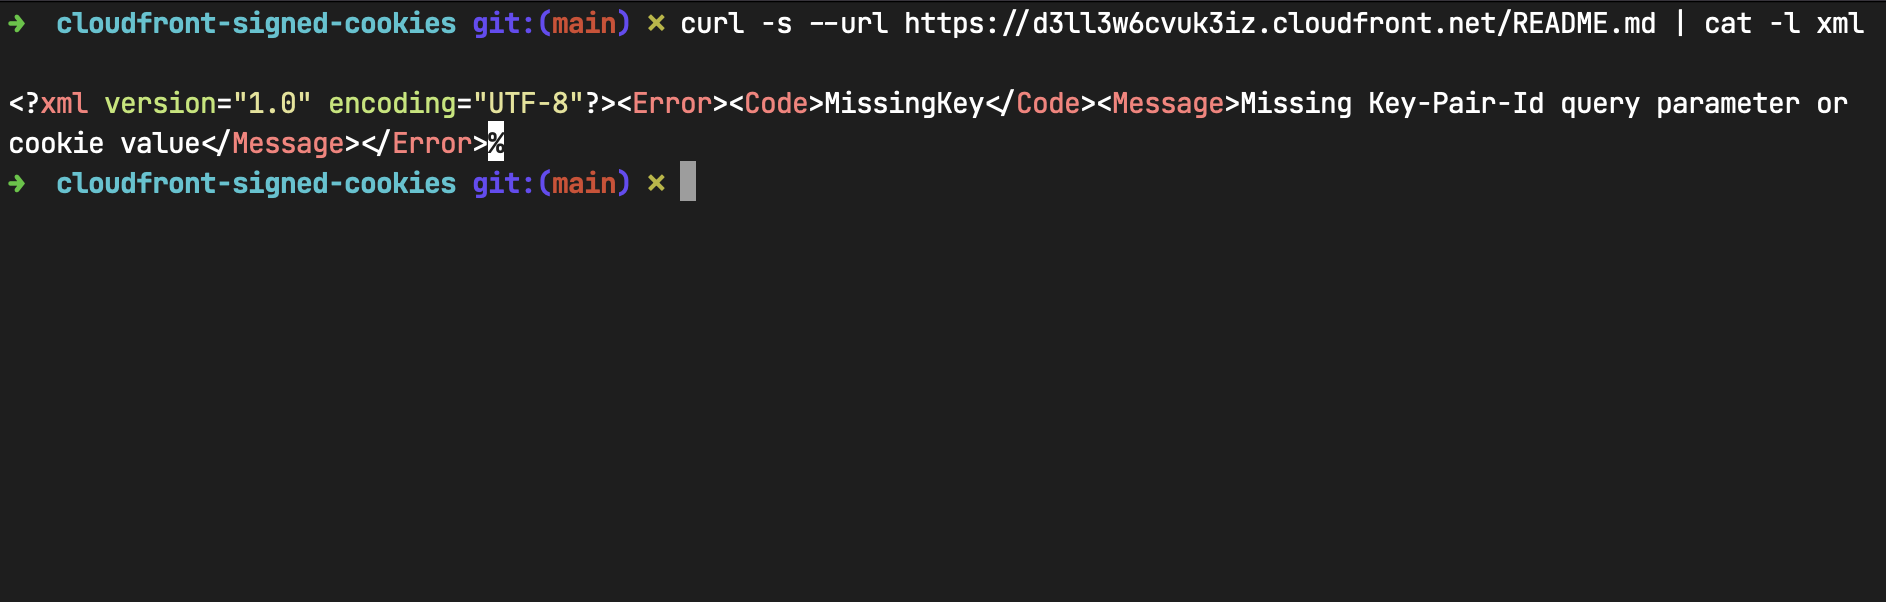 ➜ cloudfront-signed-cookies git:(main) ✗ curl -s --url https://d3ll3w6cvuk3iz.cloudfront.net/README.md | cat -l xml
<?xml version="1.0" encoding="UTF-8"?><Error><Code>MissingKey</Code><Message>Missing Key-Pair-Id query parameter or
cookie value</Message></Error>%
➜ cloudfront-signed-cookies git:(main) ✗